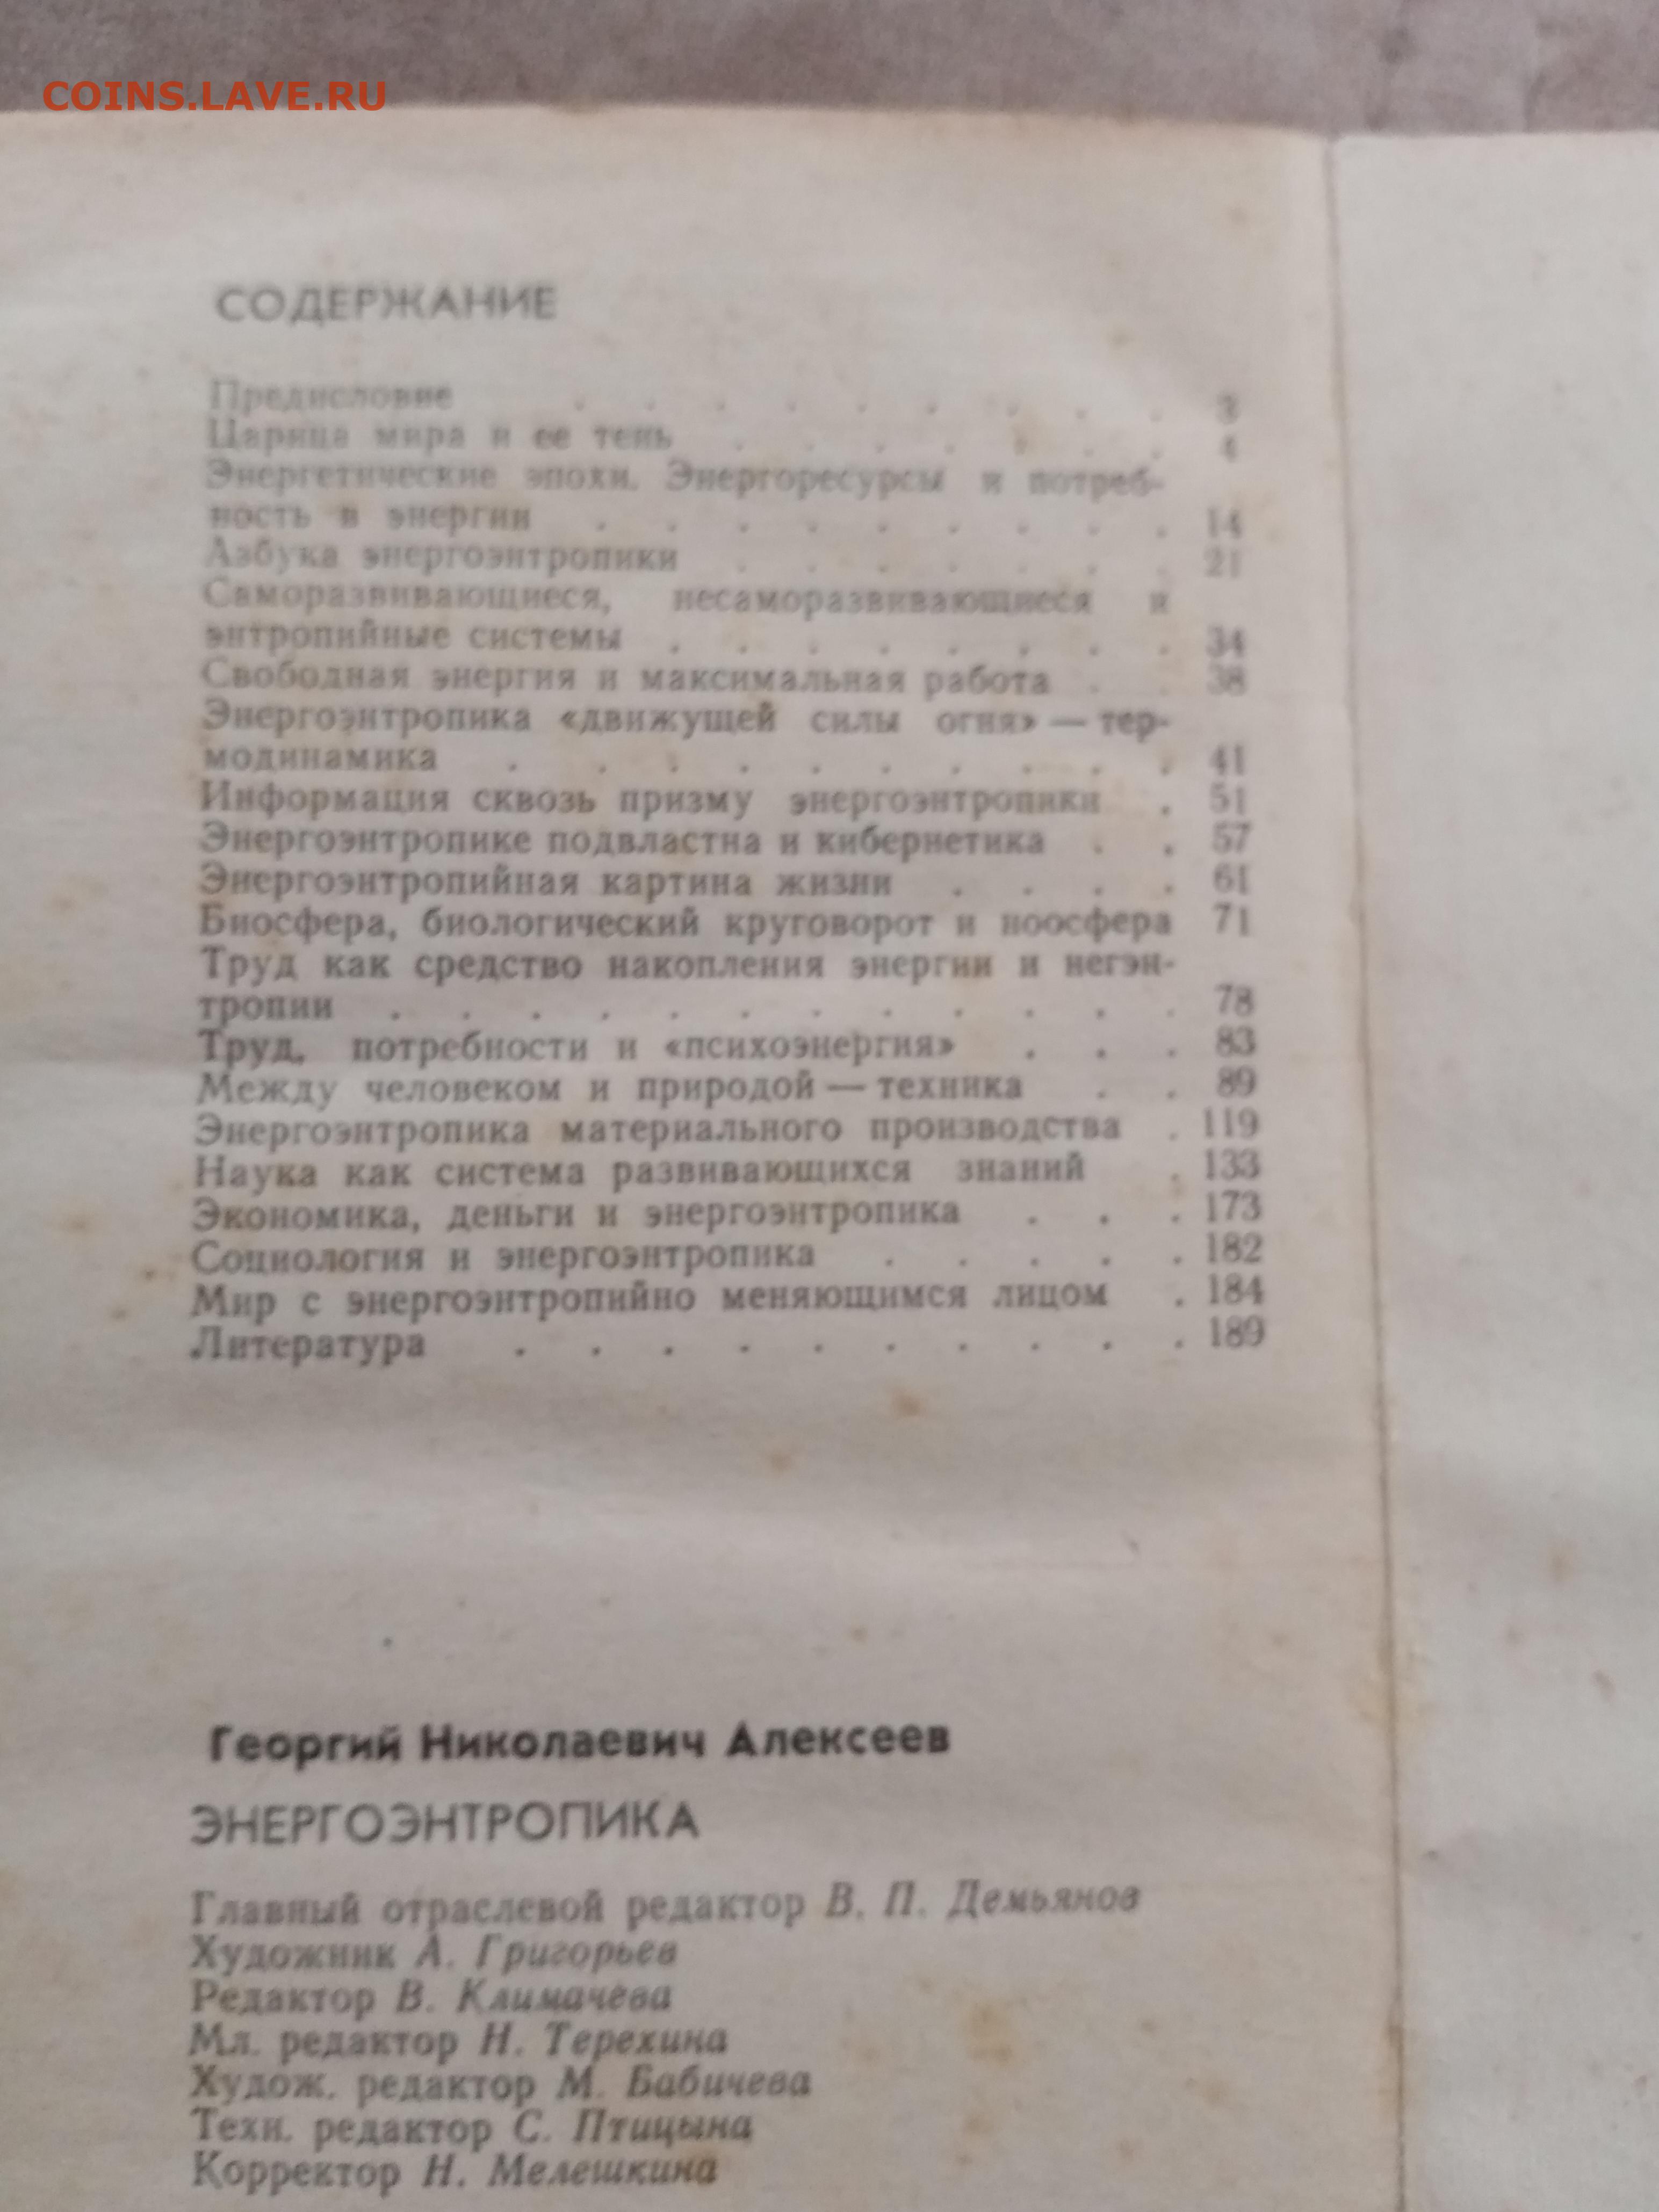 COINS.LAVE.RU
СОДЕРЖАНИЕ
Предисловие . . . . . . . . . 3
Царица мира и ее тень . . . . . . . 4
Энергетические эпохи. Энергоресурсы и потреб-
ность в энергии . . . . . . . . . 14
Азбука энергоэнтропики . . . . . . . 21
Саморазвивающиеся, несаморазвивающиеся и
энтропийные системы . . . . . . . . 34
Свободная энергия и максимальная работа . . 38
Энергоэнтропика «движущей силы огня» — тер-
модинамика . . . . . . . . . . 41
Информация сквозь призму энергоэнтропики . 51
Энергоэнтропике подвластна и кибернетика . . 57
Энергоэнтропийная картина жизни . . . . 61
Биосфера, биологический круговорот и ноосфера 71
Труд как средство накопления энергии и негэн-
тропии . . . . . . . . . . . . 78
Труд, потребности и «психоэнергия» . . . 83
Между человеком и природой — техника . . 89
Энергоэнтропика материального производства . 119
Наука как система развивающихся знаний . 133
Экономика, деньги и энергоэнтропика . . . 173
Социология и энергоэнтропика . . . . . 182
Мир с энергоэнтропийно меняющимся лицом . 184
Литература . . . . . . . . . . 189
Георгий Николаевич Алексеев
ЭНЕРГОЭНТРОПИКА
Главный отраслевой редактор В. П. Демьянов
Художник А. Григорьев
Редактор В. Климачева
Мл. редактор Н. Терехина
Худож. редактор М. Бабичева
Техн. редактор С. Птицына
Корректор Н. Мелешкина